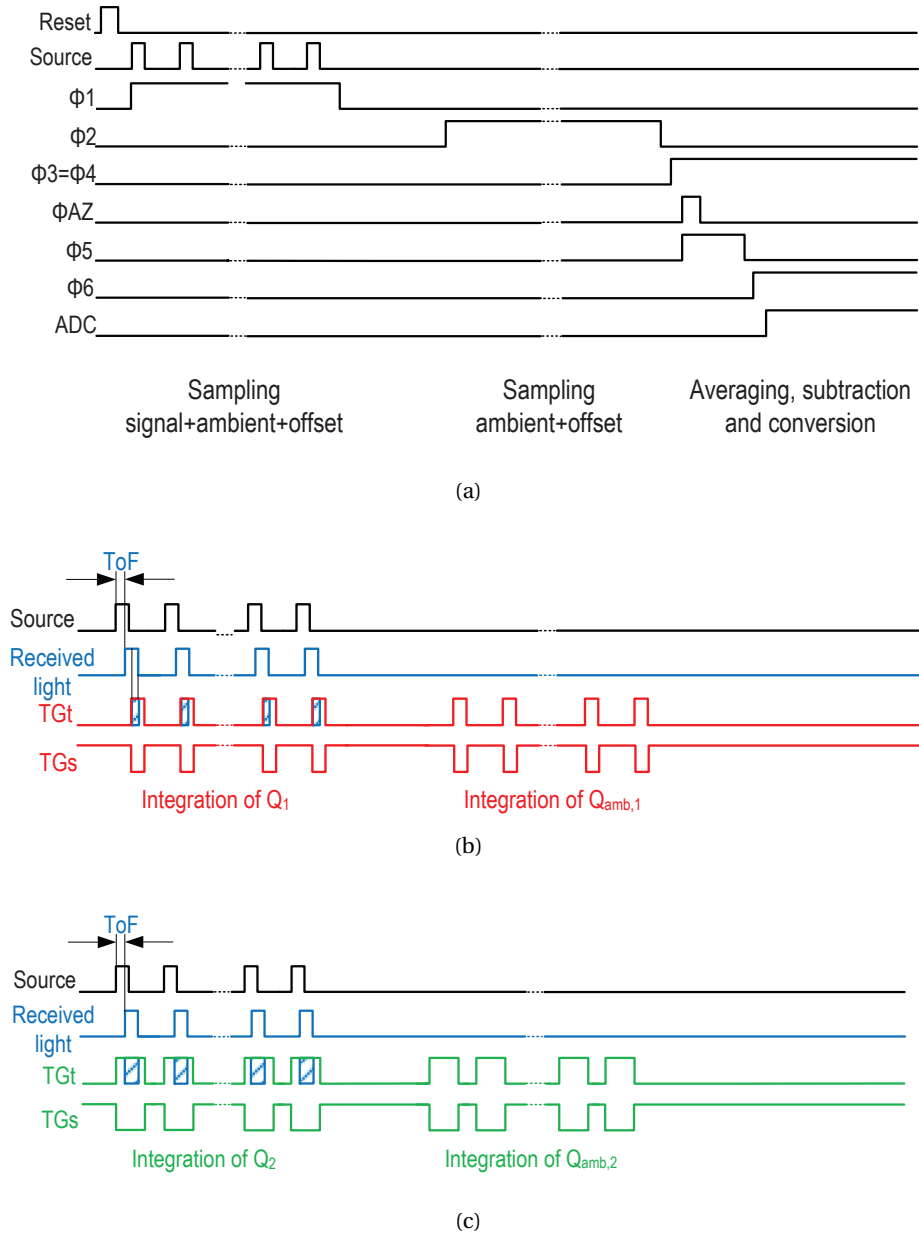 Reset
Source
Φ1
Φ2
Φ3=Φ4
ΦAZ
Φ5
Φ6
ADC
Sampling
signal+ambient+offset
Sampling
ambient+offset
Averaging, subtraction
and conversion
(a)
ToF
Source
Received
light
TGt
TGs
Integration of Q1
Integration of Qamb,1
(b)
ToF
Source
Received
light
TGt
TGs
Integration of Q2
Integration of Qamb,2
(c)